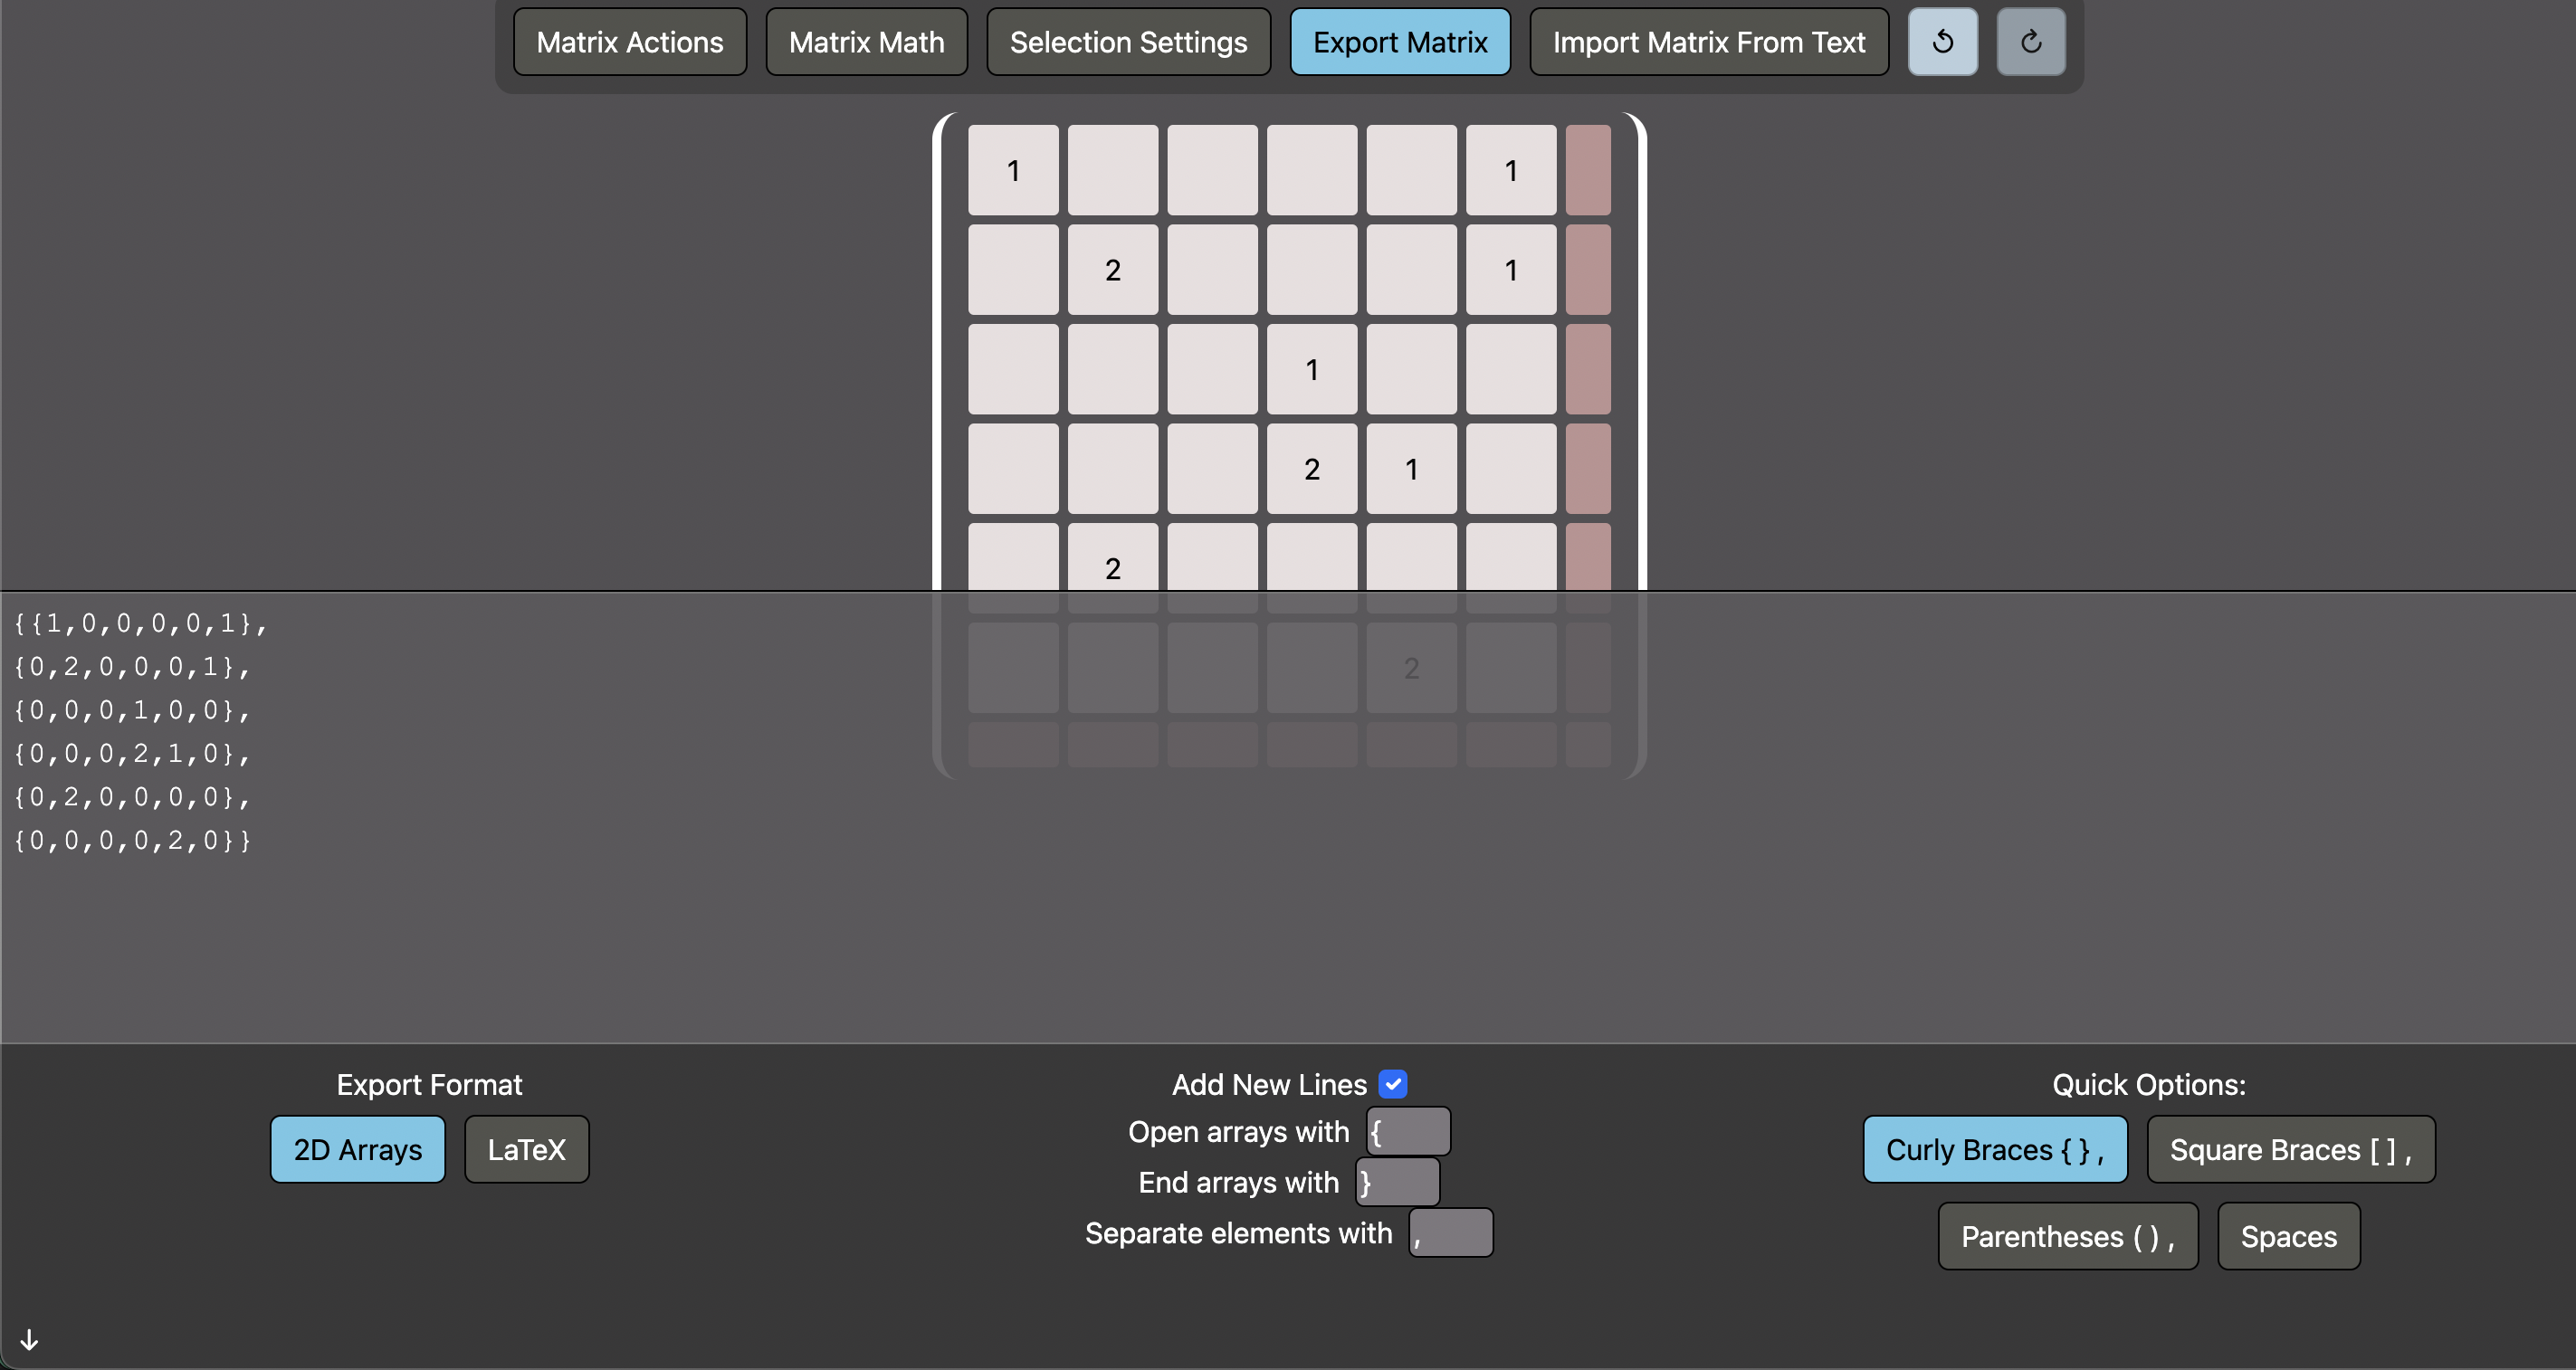 Matrix Actions Matrix Math Selection Settings Export Matrix Import Matrix From Text
1 1
2 1
1
2 1
2
2
{{1,0,0,0,0,1},
{0,2,0,0,0,1},
{0,0,0,1,0,0},
{0,0,0,2,1,0},
{0,2,0,0,0,0},
{0,0,0,0,2,0}}
Export Format
2D Arrays LaTeX
Add New Lines
Open arrays with {
End arrays with }
Separate elements with ,
Quick Options:
Curly Braces { } , Square Braces [ ] ,
Parentheses ( ) , Spaces